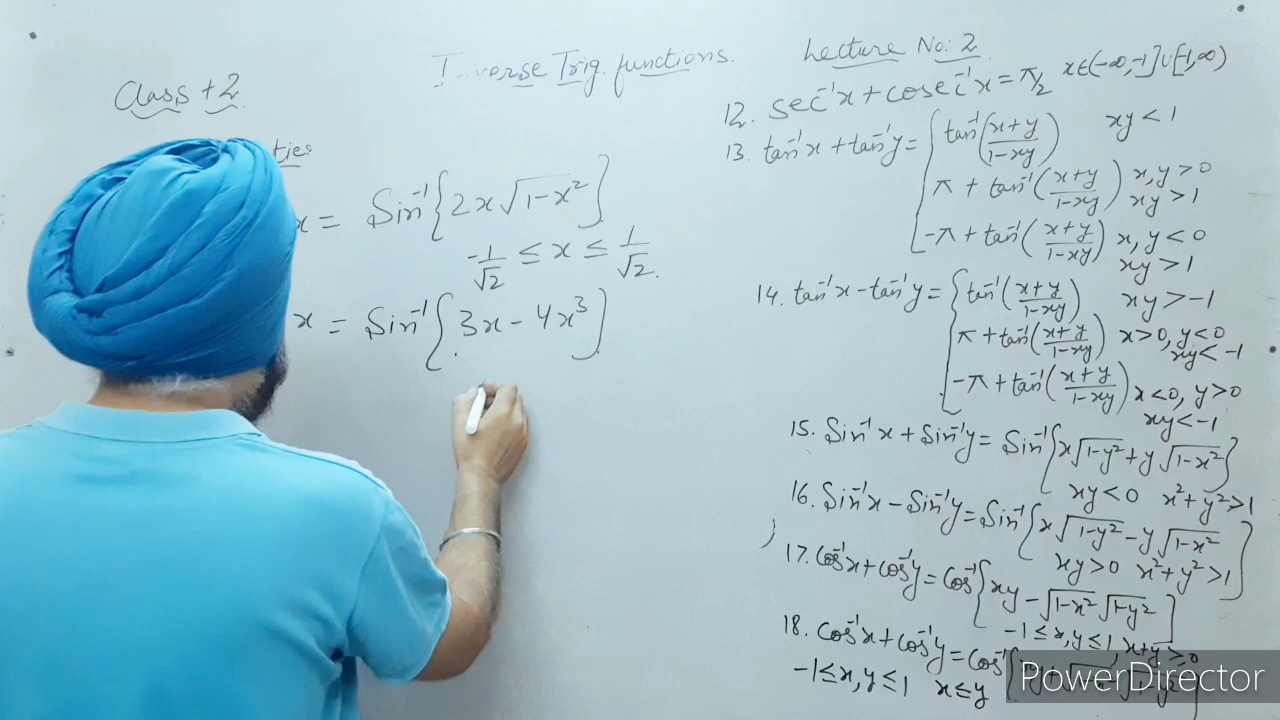 Inverse Trig. functions. Lecture No: 2
Class +2
x = Sin⁻¹{2x√(1-x²)}
-1/√2 ≤ x ≤ 1/√2.
x = Sin⁻¹{3x - 4x³}
12. sec⁻¹x + cosec⁻¹x = π/2 x∈(-∞,-1]∪[1,∞)
13. tan⁻¹x + tan⁻¹y = { tan⁻¹((x+y)/(1-xy)) xy < 1
π + tan⁻¹((x+y)/(1-xy)) x,y > 0
xy > 1
-π + tan⁻¹((x+y)/(1-xy)) x, y < 0
xy > 1
14. tan⁻¹x - tan⁻¹y = { tan⁻¹((x+y)/(1-xy)) xy > -1
π + tan⁻¹((x+y)/(1-xy)) x>0, y<0
xy < -1
-π + tan⁻¹((x+y)/(1-xy)) x<0, y>0
xy<-1
15. Sin⁻¹x + Sin⁻¹y = Sin⁻¹{x√(1-y²) + y√(1-x²)}
xy<0 x²+y²>1
16. Sin⁻¹x - Sin⁻¹y = Sin⁻¹{x√(1-y²) - y√(1-x²)}
xy>0 x²+y²>1
17. Cos⁻¹x + Cos⁻¹y = Cos⁻¹{xy - √(1-x²)√(1-y²)}
-1≤x,y≤1, x+y≥0
18. Cos⁻¹x + Cos⁻¹y = Cos⁻¹{
-1≤x,y≤1 x≤y
PowerDirector